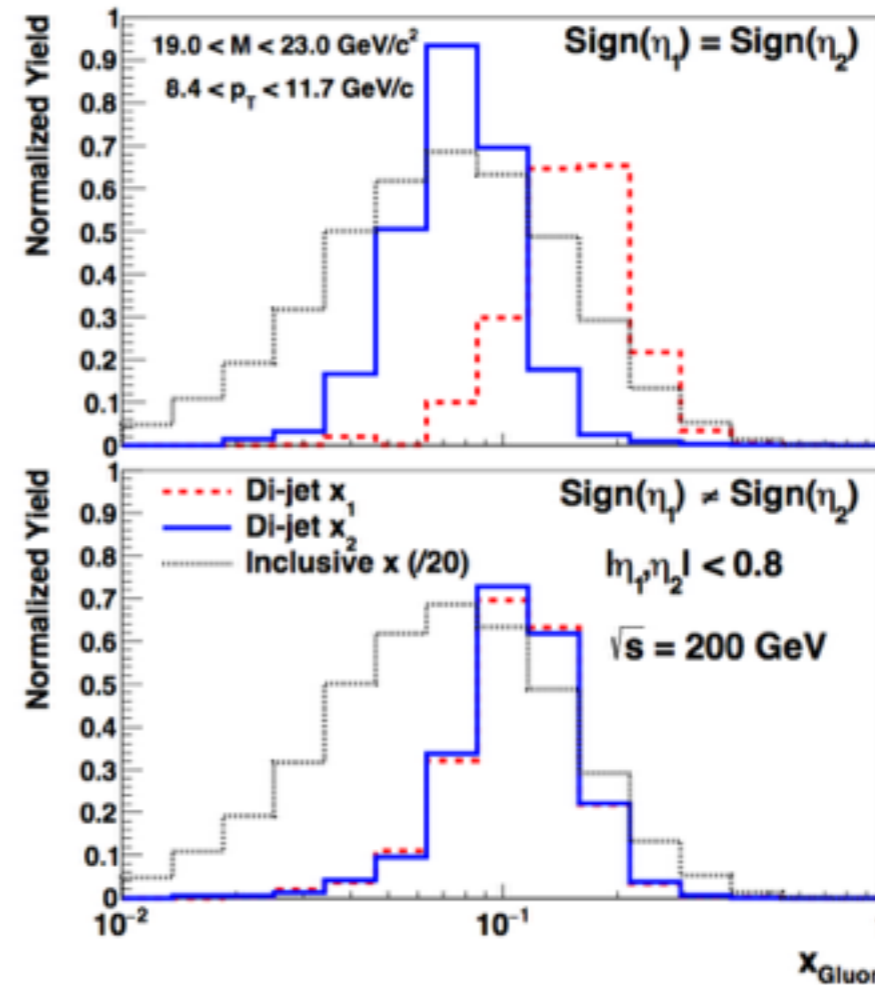 1
19.0 < M < 23.0 GeV/c²
Sign(η₁) = Sign(η₂)
0.9
8.4 < p_T < 11.7 GeV/c
0.8
0.7
0.6
0.5
0.4
0.3
0.2
0.1
0
Normalized Yield
1
Di-jet x₁
Sign(η₁) ≠ Sign(η₂)
0.9
Di-jet x₂
0.8
Inclusive x (/20)
|η₁,η₂| < 0.8
0.7
0.6
√s = 200 GeV
0.5
0.4
0.3
0.2
0.1
0
Normalized Yield
10⁻²
10⁻¹
x_Gluon